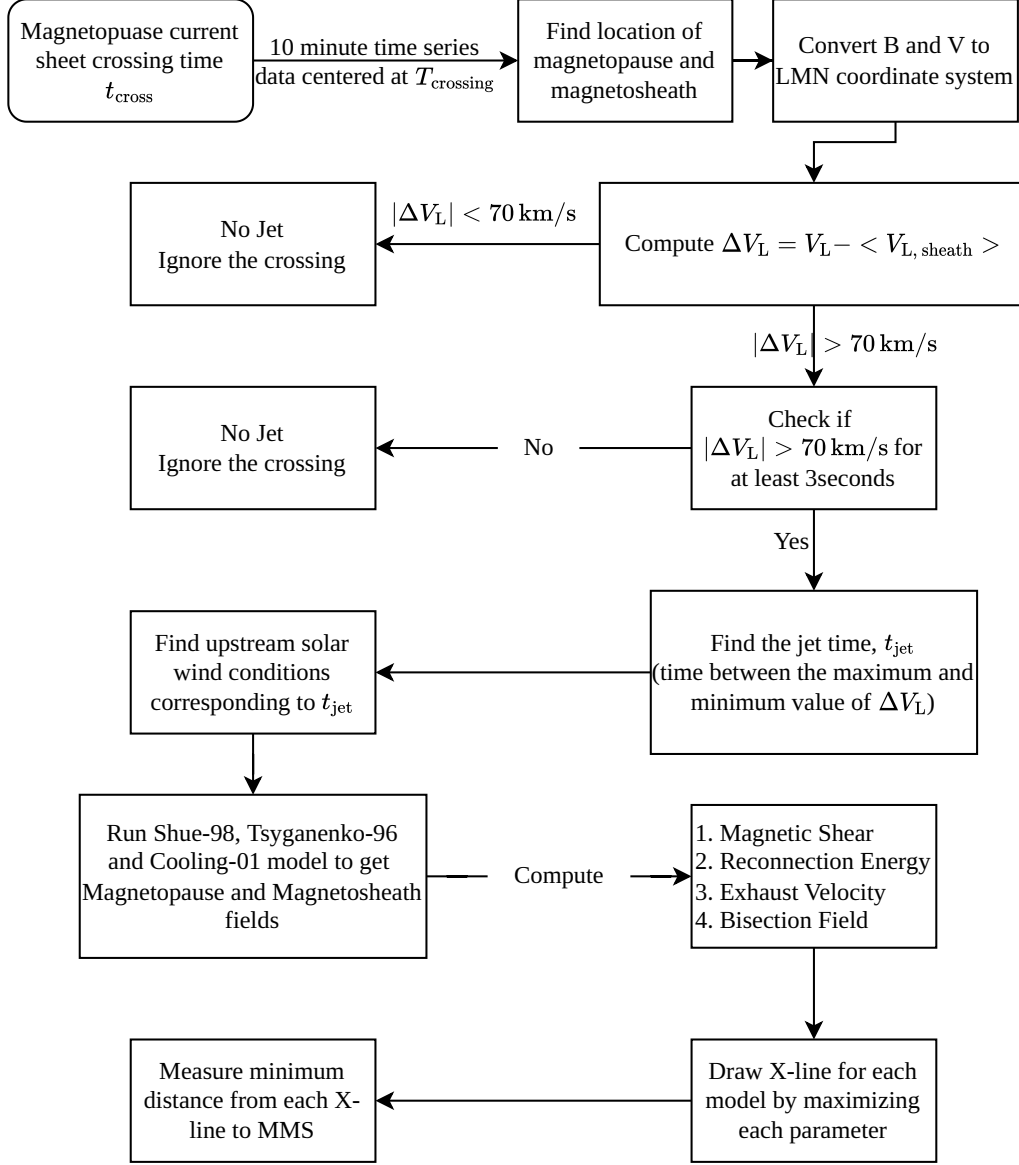 Magnetopuase current
sheet crossing time
t_cross
10 minute time series
data centered at T_crossing
Find location of
magnetopause and
magnetosheath
Convert B and V to
LMN coordinate system
No Jet
Ignore the crossing
|ΔV_L| < 70 km/s
Compute ΔV_L = V_L − < V_L, sheath >
|ΔV_L| > 70 km/s
No Jet
Ignore the crossing
No
Check if
|ΔV_L| > 70 km/s for
at least 3seconds
Yes
Find the jet time, t_jet
(time between the maximum and
minimum value of ΔV_L)
Find upstream solar
wind conditions
corresponding to t_jet
Run Shue-98, Tsyganenko-96
and Cooling-01 model to get
Magnetopause and Magnetosheath
fields
Compute
1. Magnetic Shear
2. Reconnection Energy
3. Exhaust Velocity
4. Bisection Field
Draw X-line for each
model by maximizing
each parameter
Measure minimum
distance from each X-
line to MMS